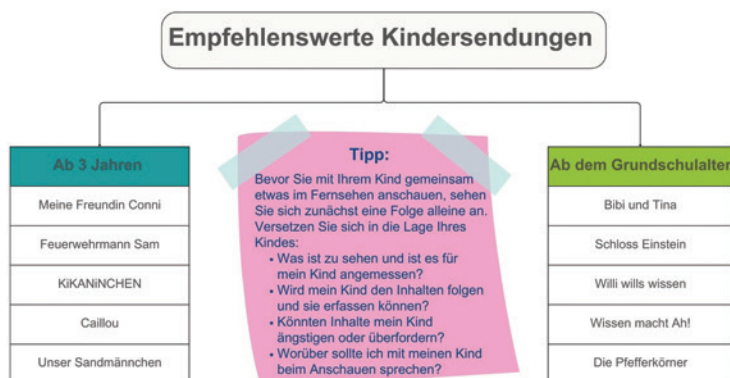 Empfehlenswerte Kindersendungen
Ab 3 Jahren
Meine Freundin Conni
Feuerwehrmann Sam
KiKANiNCHEN
Caillou
Unser Sandmännchen
Tipp:
Bevor Sie mit Ihrem Kind gemeinsam
etwas im Fernsehen anschauen, sehen
Sie sich zunächst eine Folge alleine an.
Versetzen Sie sich in die Lage Ihres
Kindes:
• Was ist zu sehen und ist es für
mein Kind angemessen?
• Wird mein Kind den Inhalten folgen
und sie erfassen können?
• Könnten Inhalte mein Kind
ängstigen oder überfordern?
• Worüber sollte ich mit meinen Kind
beim Anschauen sprechen?
Ab dem Grundschulalter
Bibi und Tina
Schloss Einstein
Willi wills wissen
Wissen macht Ah!
Die Pfefferkörner